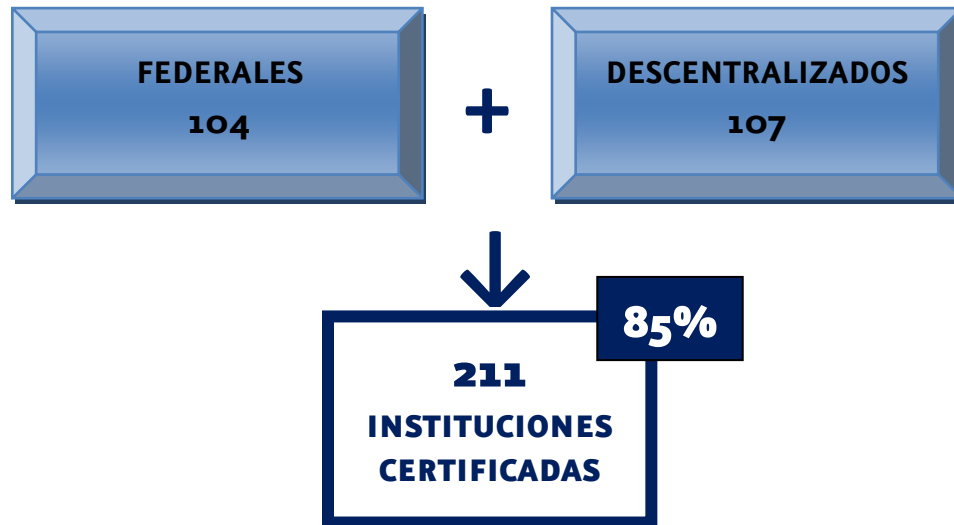 FEDERALES
104
+
DESCENTRALIZADOS
107
85%
211
INSTITUCIONES
CERTIFICADAS